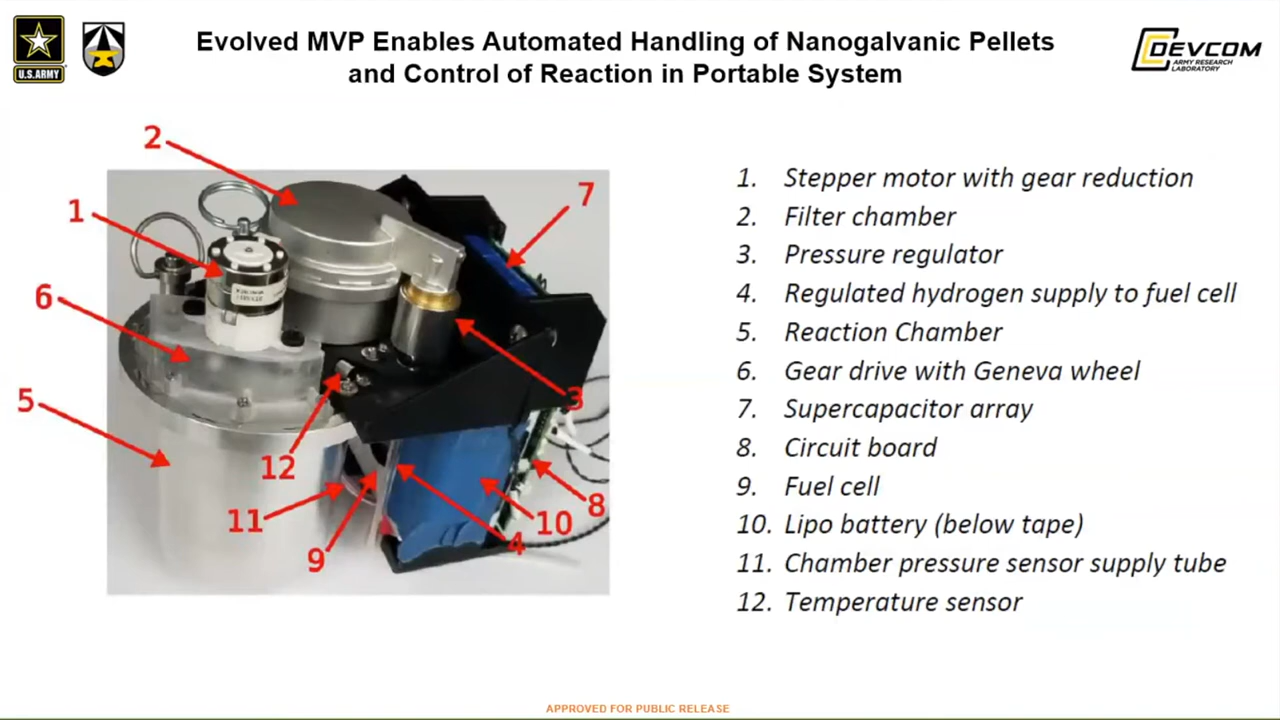 U.S.ARMY
Evolved MVP Enables Automated Handling of Nanogalvanic Pellets
and Control of Reaction in Portable System
DEVCOM
ARMY RESEARCH
LABORATORY
2
1
7
6
3
5
12
11
9
4
10
8
1. Stepper motor with gear reduction
2. Filter chamber
3. Pressure regulator
4. Regulated hydrogen supply to fuel cell
5. Reaction Chamber
6. Gear drive with Geneva wheel
7. Supercapacitor array
8. Circuit board
9. Fuel cell
10. Lipo battery (below tape)
11. Chamber pressure sensor supply tube
12. Temperature sensor
APPROVED FOR PUBLIC RELEASE